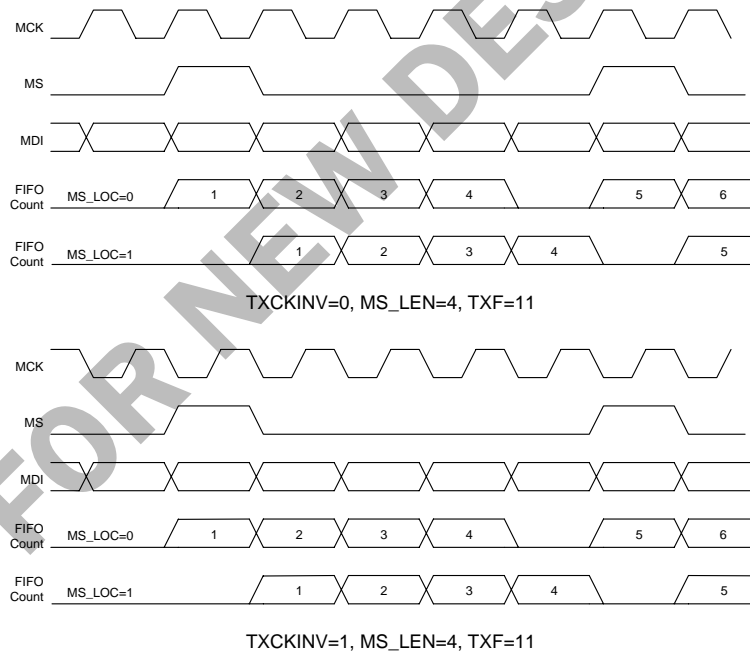 MCK
MS
MDI
FIFO Count MS_LOC=0 1 2 3 4 5 6
FIFO Count MS_LOC=1 1 2 3 4 5
TXCKINV=0, MS_LEN=4, TXF=11
MCK
MS
MDI
FIFO Count MS_LOC=0 1 2 3 4 5 6
FIFO Count MS_LOC=1 1 2 3 4 5
TXCKINV=1, MS_LEN=4, TXF=11
FOR NEW DES